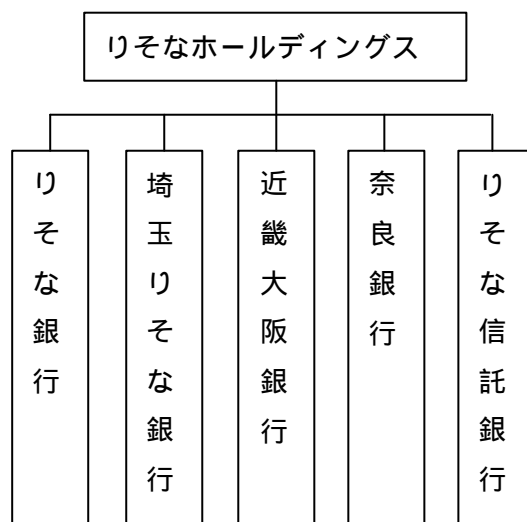 りそなホールディングス
りそな銀行
埼玉りそな銀行
近畿大阪銀行
奈良銀行
りそな信託銀行